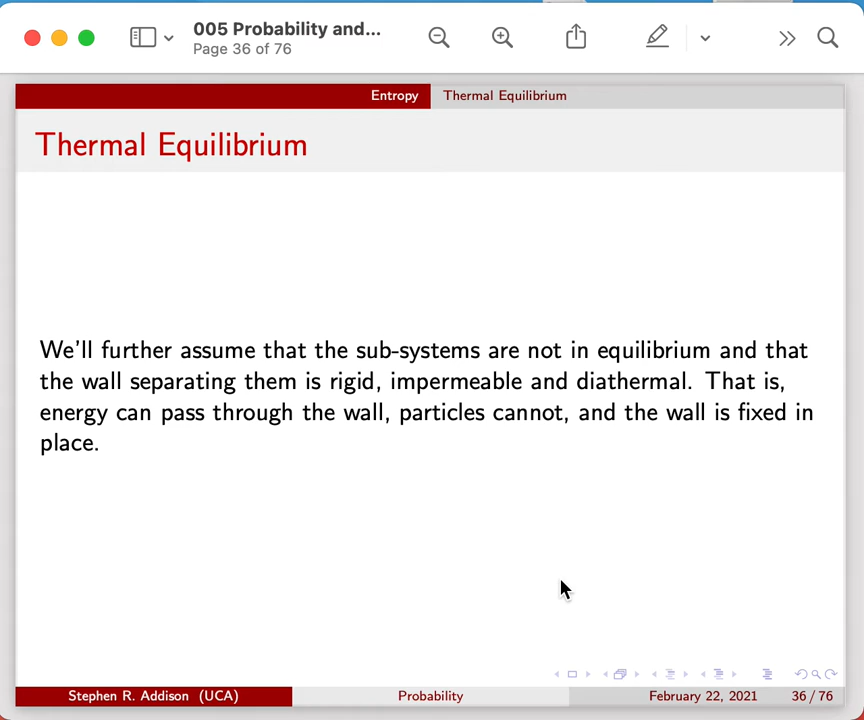 005 Probability and...
Page 36 of 76
Entropy Thermal Equilibrium
Thermal Equilibrium
We'll further assume that the sub-systems are not in equilibrium and that
the wall separating them is rigid, impermeable and diathermal. That is,
energy can pass through the wall, particles cannot, and the wall is fixed in
place.
Stephen R. Addison (UCA) Probability February 22, 2021 36 / 76